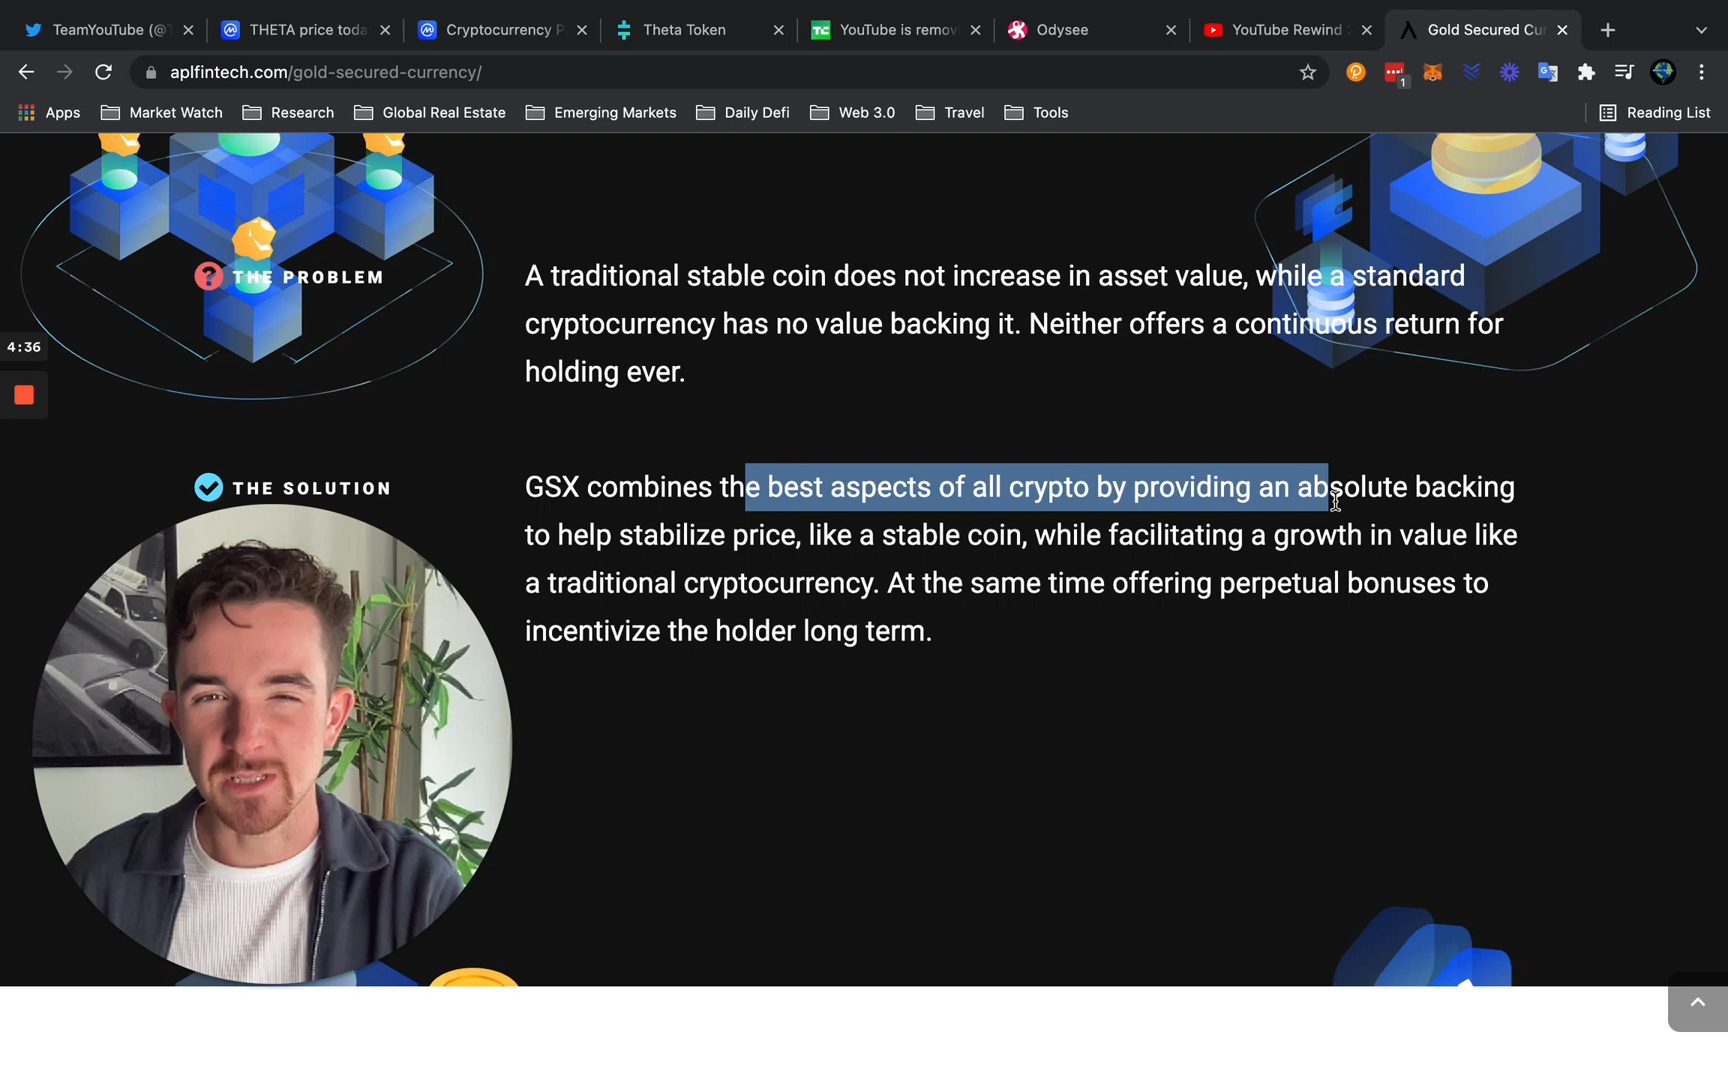 TeamYouTube (@T
THETA price toda
Cryptocurrency P
Theta Token
YouTube is remov
Odysee
YouTube Rewind 2
Gold Secured Cur
aplfintech.com/gold-secured-currency/
1
Apps
Market Watch
Research
Global Real Estate
Emerging Markets
Daily Defi
Web 3.0
Travel
Tools
Reading List
THE PROBLEM
A traditional stable coin does not increase in asset value, while a standard
cryptocurrency has no value backing it. Neither offers a continuous return for
holding ever.
4:36
THE SOLUTION
GSX combines the best aspects of all crypto by providing an absolute backing
to help stabilize price, like a stable coin, while facilitating a growth in value like
a traditional cryptocurrency. At the same time offering perpetual bonuses to
incentivize the holder long term.